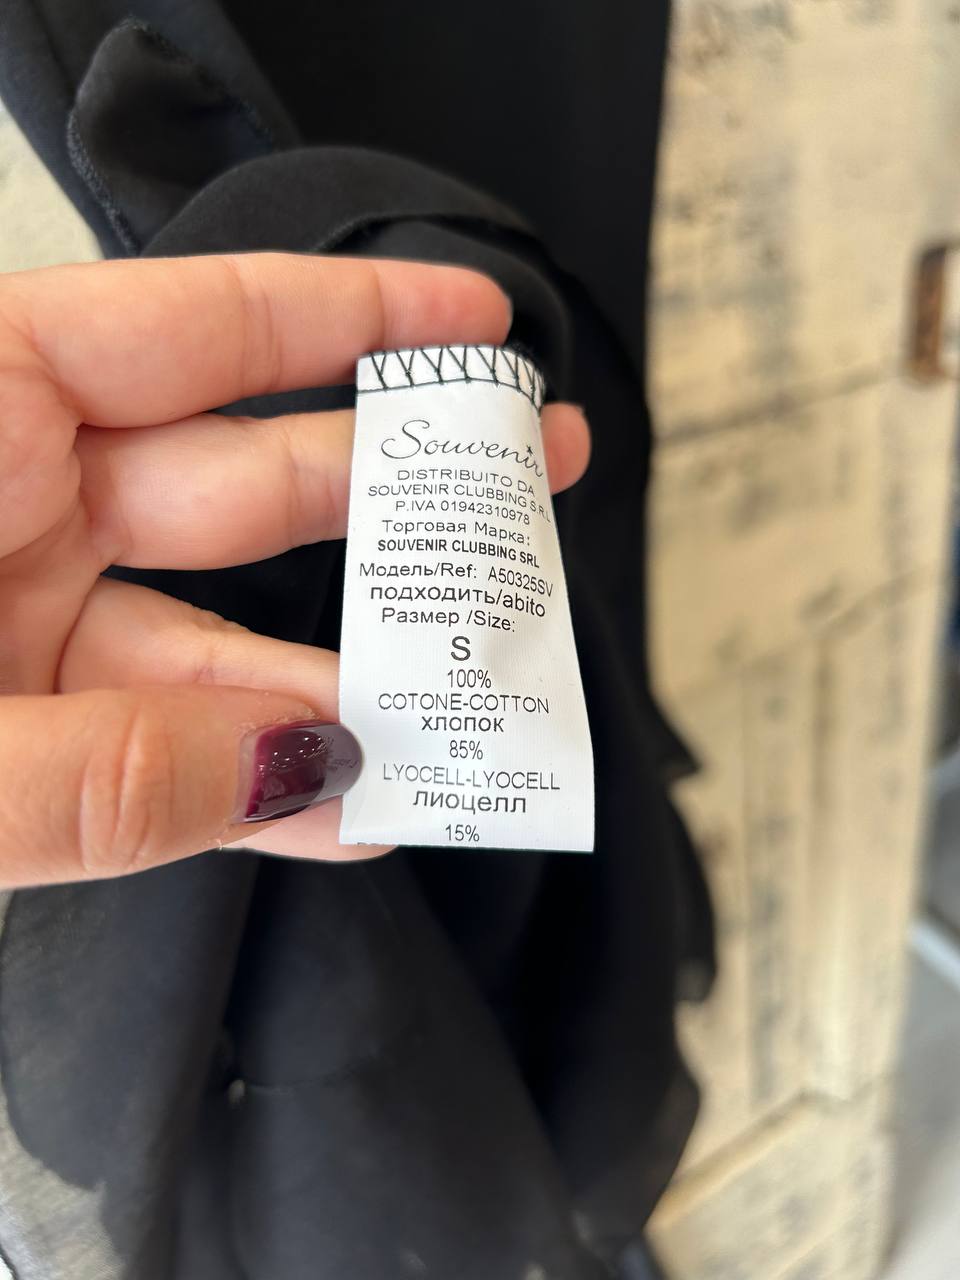 Souvenir
DISTRIBUITO DA
SOUVENIR CLUBBING S.R.L
P.IVA 01942310978
Торговая Марка:
SOUVENIR CLUBBING SRL
Модель/Ref: A50325SV
подходить/abito
Размер /Size:
S
100%
COTONE-COTTON
хлопок
85%
LYOCELL-LYOCELL
лиоцелл
15%